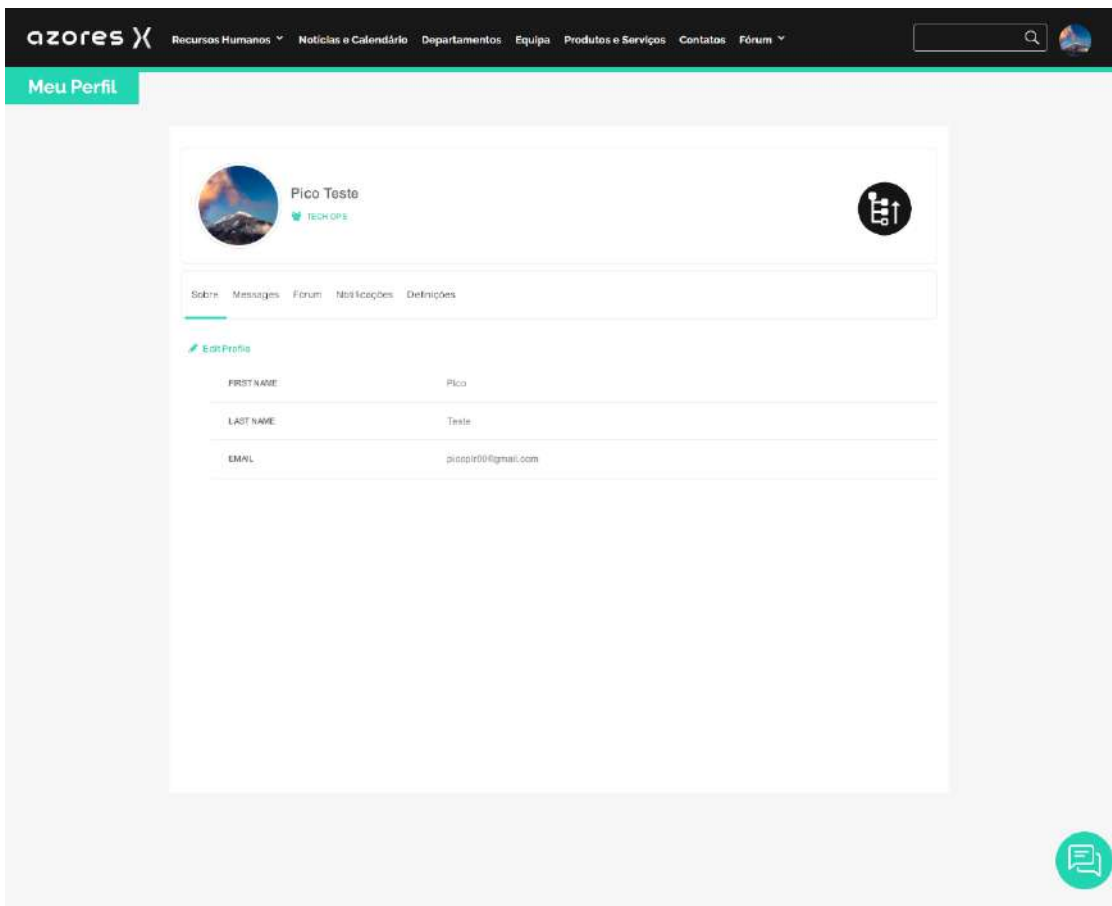 azores X
Recursos Humanos Notícias e Calendário Departamentos Equipa Produtos e Serviços Contatos Fórum
Meu Perfil
Pico Teste
TECH OPS
Sobre Messages Fórum Notificações Definições
Edit Profile
FIRST NAME Pico
LAST NAME Teste
EMAIL